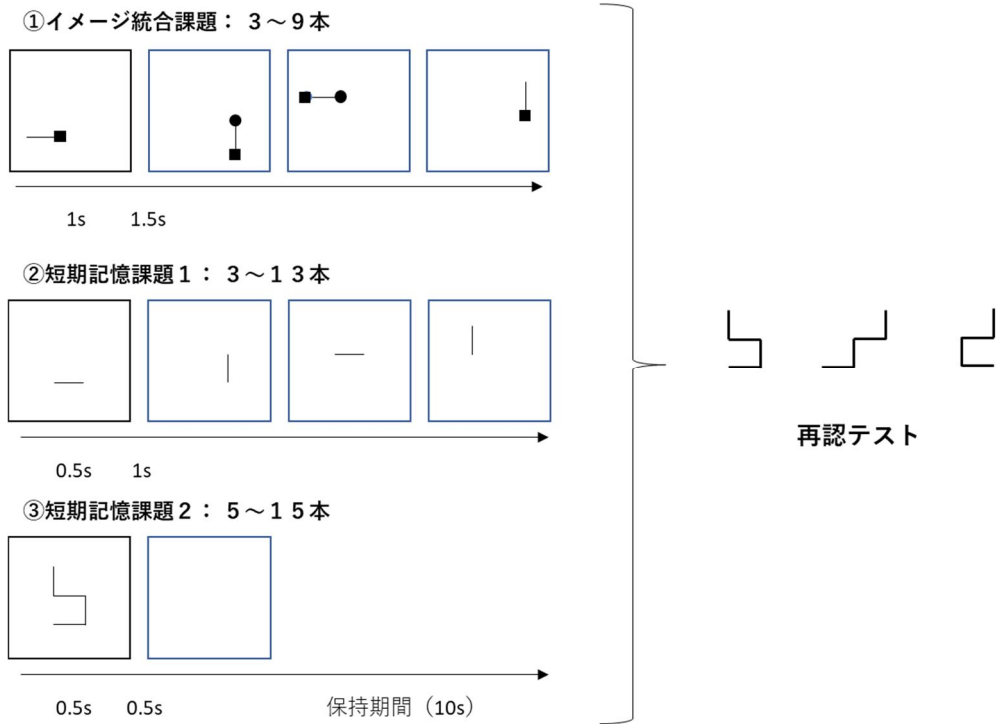 ①イメージ統合課題： ３～９本
1s 1.5s
②短期記憶課題１： ３～１３本
0.5s 1s
③短期記憶課題２： ５～１５本
0.5s 0.5s 保持期間（10s）
再認テスト